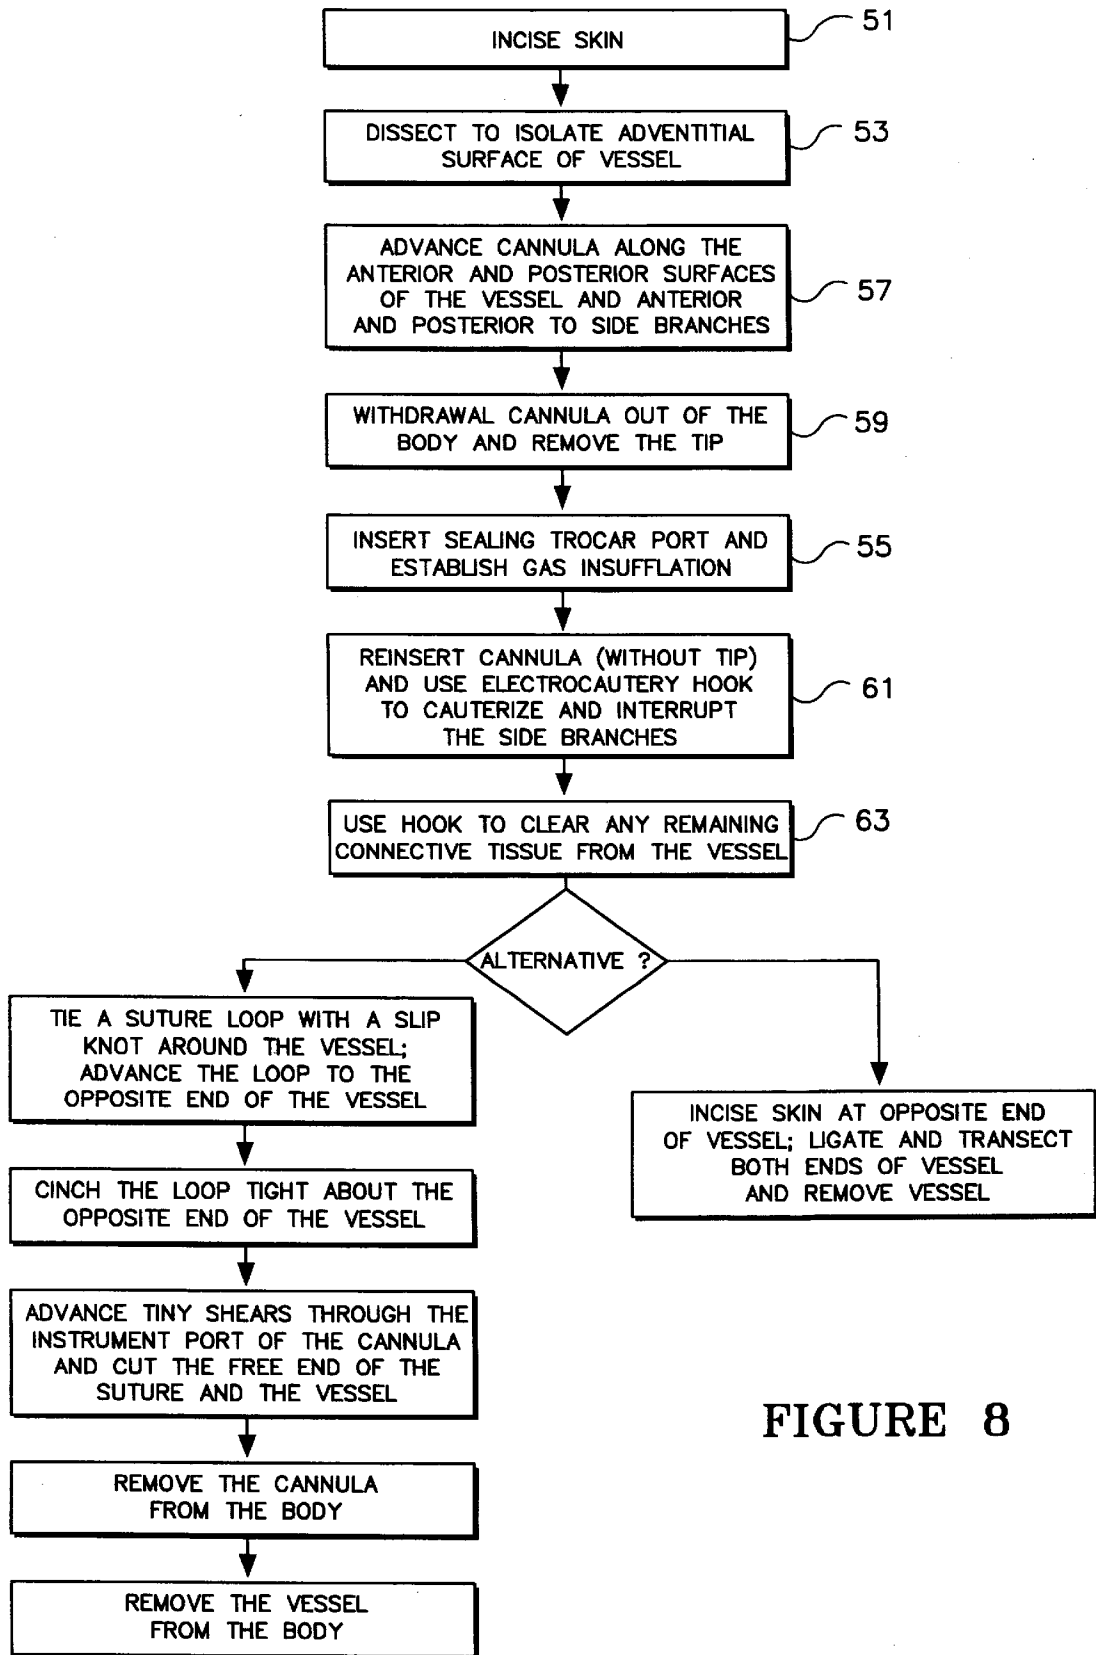 INCISE SKIN
51
DISSECT TO ISOLATE ADVENTITIAL
SURFACE OF VESSEL
53
ADVANCE CANNULA ALONG THE
ANTERIOR AND POSTERIOR SURFACES
OF THE VESSEL AND ANTERIOR
AND POSTERIOR TO SIDE BRANCHES
57
WITHDRAWAL CANNULA OUT OF THE
BODY AND REMOVE THE TIP
59
INSERT SEALING TROCAR PORT AND
ESTABLISH GAS INSUFFLATION
55
REINSERT CANNULA (WITHOUT TIP)
AND USE ELECTROCAUTERY HOOK
TO CAUTERIZE AND INTERRUPT
THE SIDE BRANCHES
61
USE HOOK TO CLEAR ANY REMAINING
CONNECTIVE TISSUE FROM THE VESSEL
63
ALTERNATIVE ?
TIE A SUTURE LOOP WITH A SLIP
KNOT AROUND THE VESSEL;
ADVANCE THE LOOP TO THE
OPPOSITE END OF THE VESSEL
CINCH THE LOOP TIGHT ABOUT THE
OPPOSITE END OF THE VESSEL
ADVANCE TINY SHEARS THROUGH THE
INSTRUMENT PORT OF THE CANNULA
AND CUT THE FREE END OF THE
SUTURE AND THE VESSEL
REMOVE THE CANNULA
FROM THE BODY
REMOVE THE VESSEL
FROM THE BODY
INCISE SKIN AT OPPOSITE END
OF VESSEL; LIGATE AND TRANSECT
BOTH ENDS OF VESSEL
AND REMOVE VESSEL
FIGURE 8